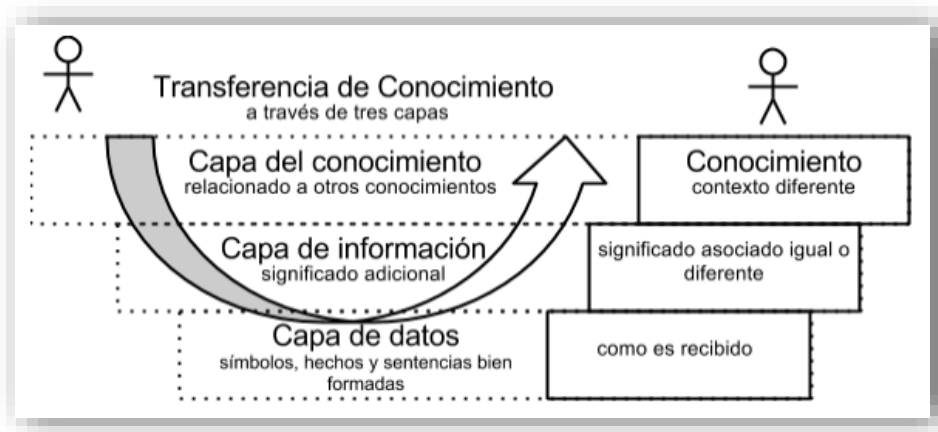 Transferencia de Conocimiento
a través de tres capas
Capa del conocimiento
relacionado a otros conocimientos
Conocimiento
contexto diferente
Capa de información
significado adicional
significado asociado igual o
diferente
Capa de datos
símbolos, hechos y sentencias bien
formadas
como es recibido